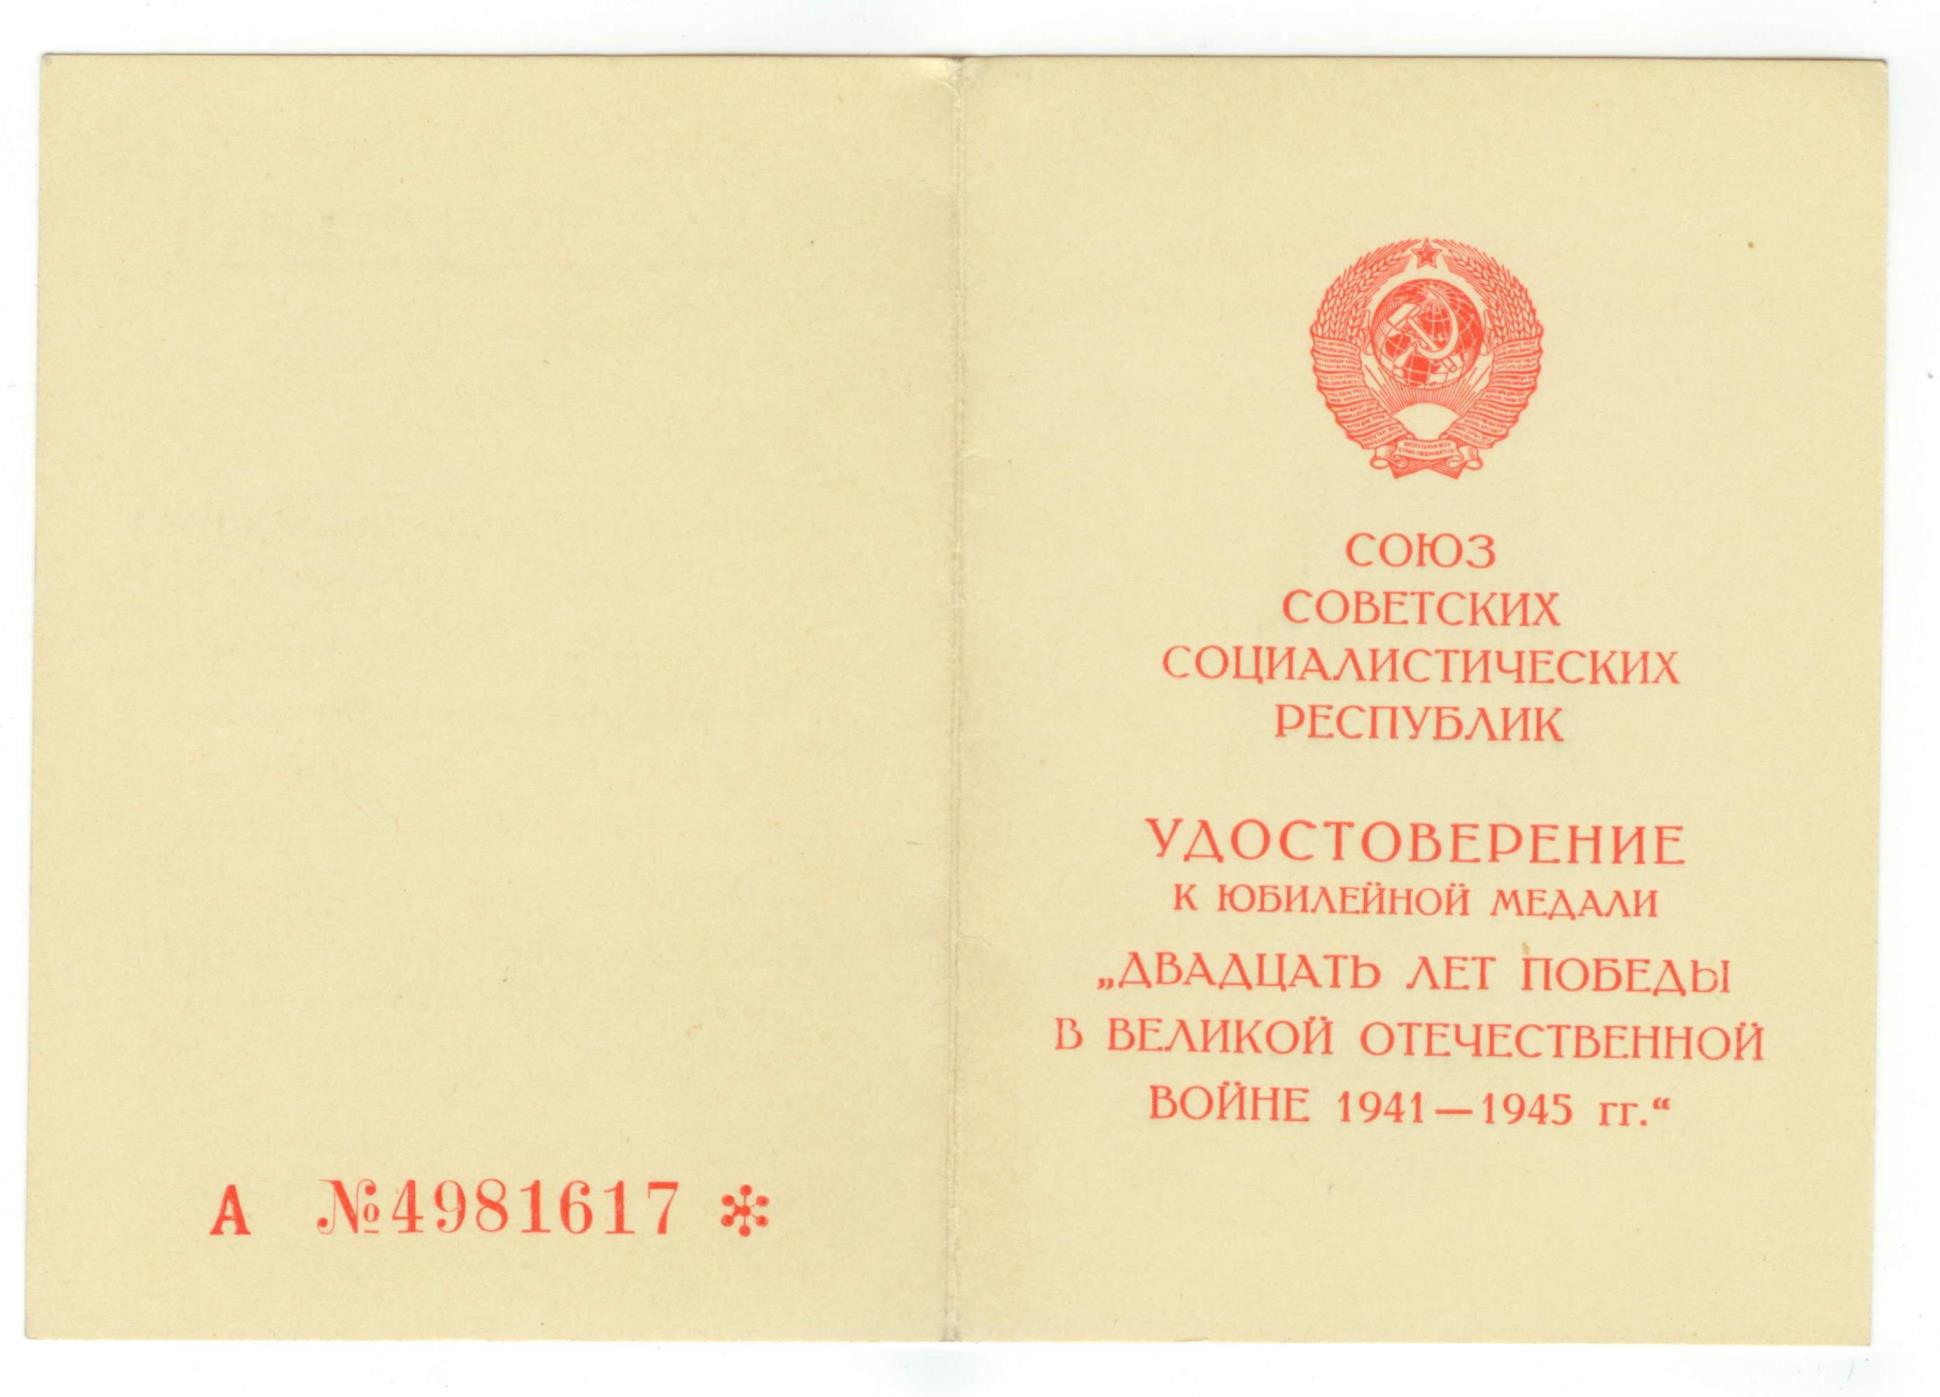 А №4981617
СОЮЗ
СОВЕТСКИХ
СОЦИАЛИСТИЧЕСКИХ
РЕСПУБЛИК
УДОСТОВЕРЕНИЕ
К ЮБИЛЕЙНОЙ МЕДАЛИ
„ДВАДЦАТЬ ЛЕТ ПОБЕДЫ
В ВЕЛИКОЙ ОТЕЧЕСТВЕННОЙ
ВОЙНЕ 1941—1945 гг.“